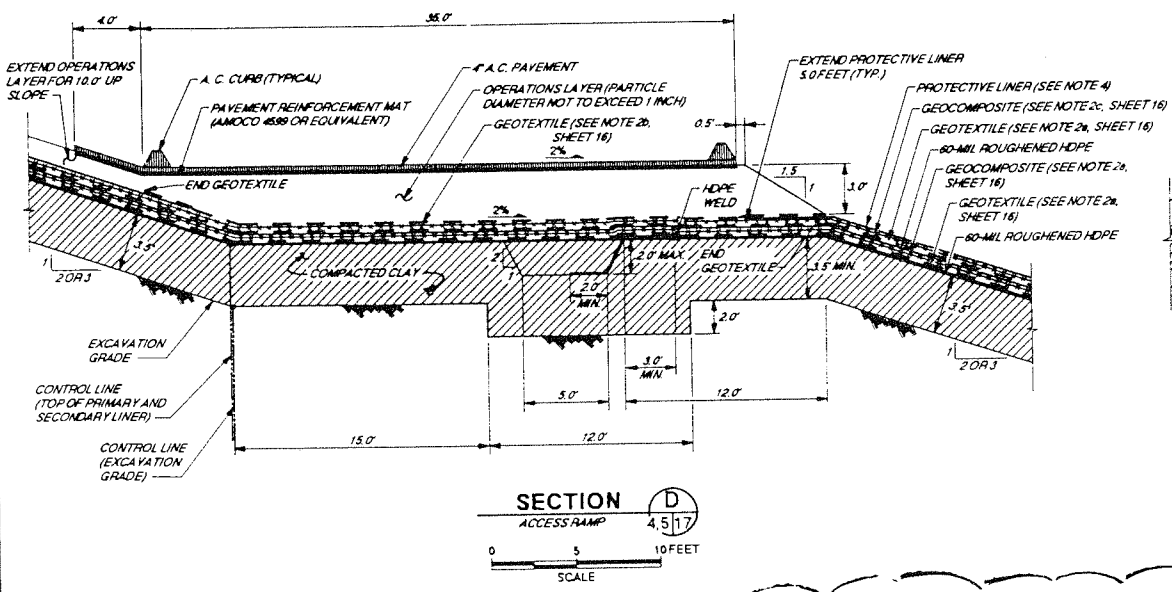 4.0'
35.0'
EXTEND OPERATIONS
LAYER FOR 10.0' UP
SLOPE
A.C. CURB (TYPICAL)
PAVEMENT REINFORCEMENT MAT
(AMOCO 4599 OR EQUIVALENT)
4" A.C. PAVEMENT
OPERATIONS LAYER (PARTICLE
DIAMETER NOT TO EXCEED 1 INCH)
GEOTEXTILE (SEE NOTE 2b,
SHEET 16)
EXTEND PROTECTIVE LINER
5.0 FEET (TYP.)
PROTECTIVE LINER (SEE NOTE 4)
GEOCOMPOSITE (SEE NOTE 2c, SHEET 16)
GEOTEXTILE (SEE NOTE 2a, SHEET 16)
60-MIL ROUGHENED HDPE
GEOCOMPOSITE (SEE NOTE 2a,
SHEET 16)
GEOTEXTILE (SEE NOTE 2a,
SHEET 16)
60-MIL ROUGHENED HDPE
0.5'
2%
1.5
1
3.0'
END GEOTEXTILE
2%
HDPE
WELD
3.5'
1
2 OR 3
COMPACTED CLAY
2
1
2.0' MAX.
END
GEOTEXTILE
3.5' MIN.
2.0'
MIN.
2.0'
3.5'
1
2 OR 3
EXCAVATION
GRADE
CONTROL LINE
(TOP OF PRIMARY AND
SECONDARY LINER)
CONTROL LINE
(EXCAVATION
GRADE)
3.0'
MIN.
5.0'
12.0'
15.0'
12.0'
SECTION D
ACCESS RAMP 4,5 17
0 5 10 FEET
SCALE